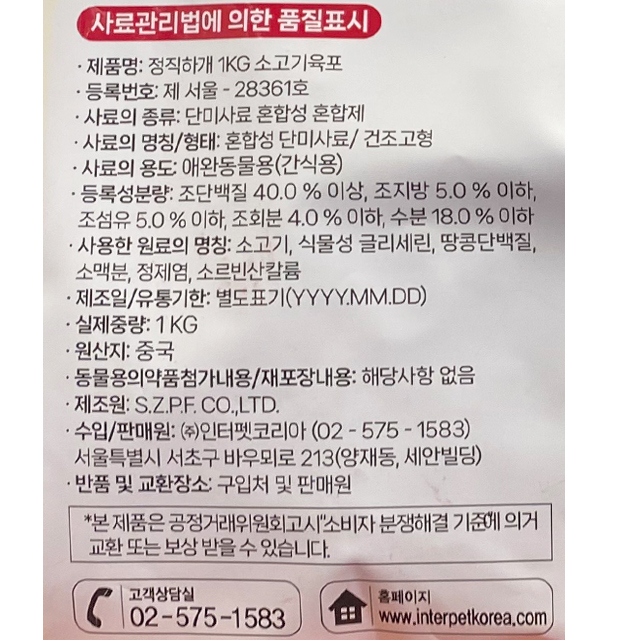 사료관리법에 의한 품질표시
· 제품명: 정직하개 1KG 소고기육포
· 등록번호: 제 서울 - 28361호
· 사료의 종류: 단미사료 혼합성 혼합제
· 사료의 명칭/형태: 혼합성 단미사료/ 건조고형
· 사료의 용도: 애완동물용(간식용)
· 등록성분량: 조단백질 40.0 % 이상, 조지방 5.0 % 이하,
조섬유 5.0 % 이하, 조회분 4.0 % 이하, 수분 18.0 % 이하
· 사용한 원료의 명칭: 소고기, 식물성 글리세린, 땅콩단백질,
소맥분, 정제염, 소르빈산칼륨
· 제조일/유통기한: 별도표기(YYYY.MM.DD)
· 실제중량: 1 KG
· 원산지: 중국
· 동물용의약품첨가내용/재포장내용: 해당사항 없음
· 제조원: S.Z.P.F. CO.,LTD.
· 수입/판매원: ㈜인터펫코리아 (02 - 575 - 1583)
서울특별시 서초구 바우뫼로 213(양재동, 세안빌딩)
· 반품 및 교환장소: 구입처 및 판매원
*본 제품은 공정거래위원회고시"소비자 분쟁해결 기준"에 의거
교환 또는 보상 받을 수 있습니다.
고객상담실
02-575-1583
홈페이지
www.interpetkorea.com